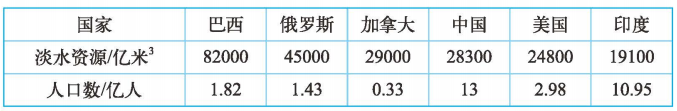 国家 巴西 俄罗斯 加拿大 中国 美国 印度
淡水资源/亿米³ 82000 45000 29000 28300 24800 19100
人口数/亿人 1.82 1.43 0.33 13 2.98 10.95